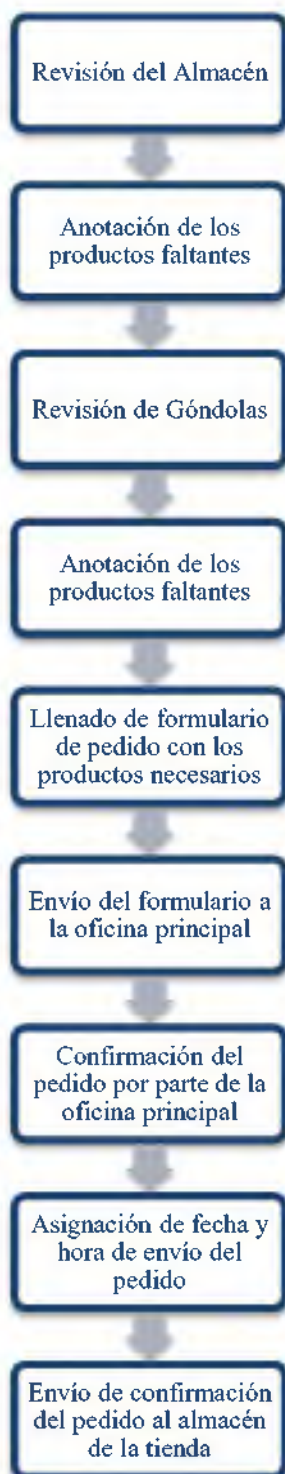 Revisión del Almacén
Anotación de los
productos faltantes
Revisión de Góndolas
Anotación de los
productos faltantes
Llenado de formulario
de pedido con los
productos necesarios
Envío del formulario a
la oficina principal
Confirmación del
pedido por parte de la
oficina principal
Asignación de fecha y
hora de envío del
pedido
Envío de confirmación
del pedido al almacén
de la tienda